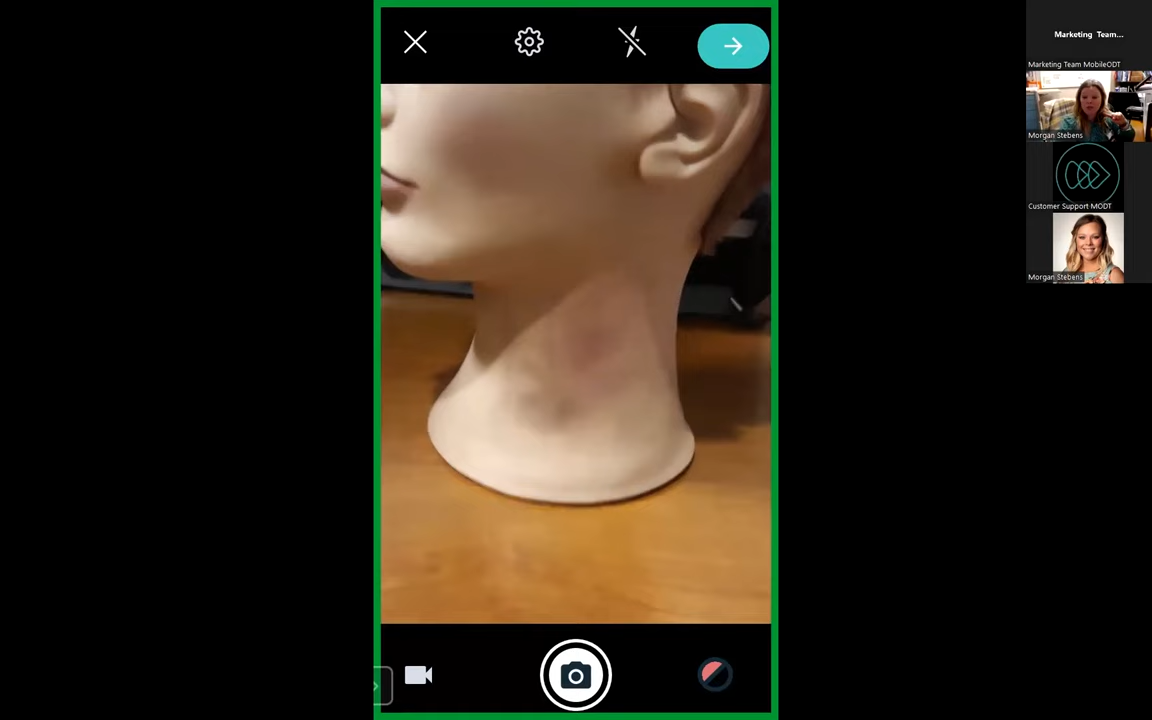 Marketing Team...
Marketing Team MobileODT
Morgan Stebens
Customer Support MODT
Morgan Stebens